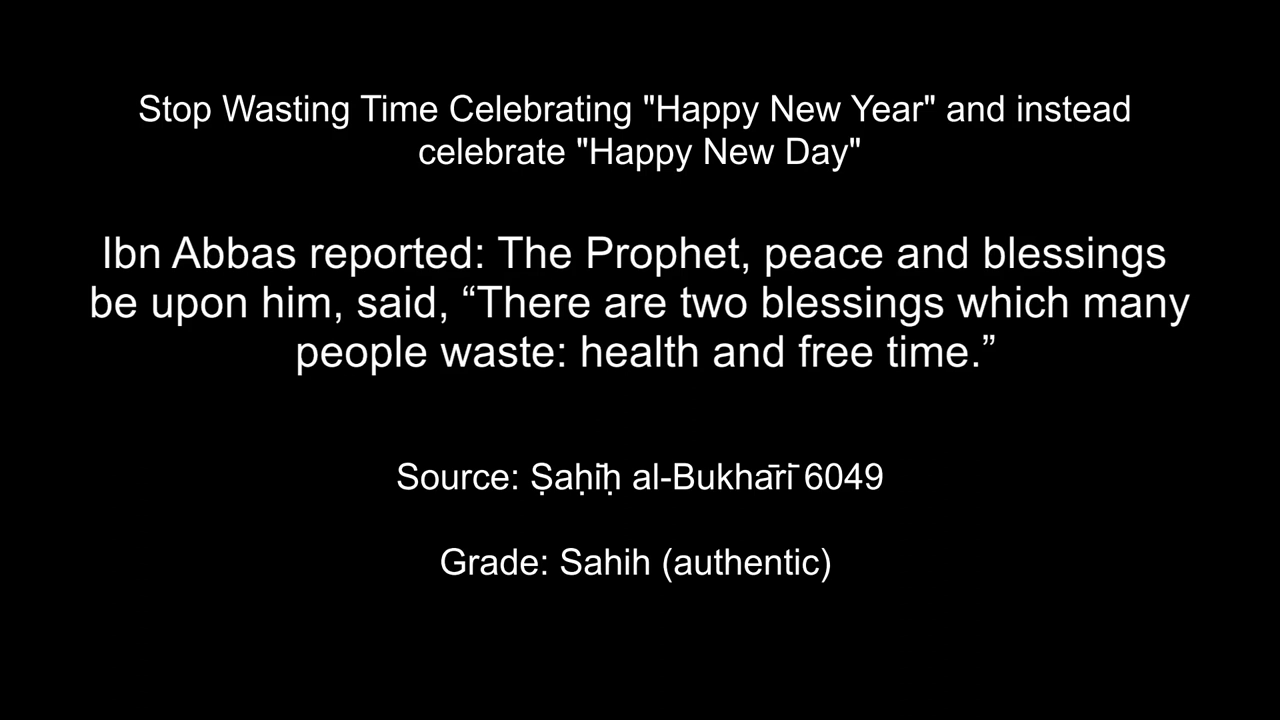 Stop Wasting Time Celebrating "Happy New Year" and instead
celebrate "Happy New Day"
Ibn Abbas reported: The Prophet, peace and blessings
be upon him, said, “There are two blessings which many
people waste: health and free time.”
Source: Ṣaḥīḥ al-Bukhārī 6049
Grade: Sahih (authentic)